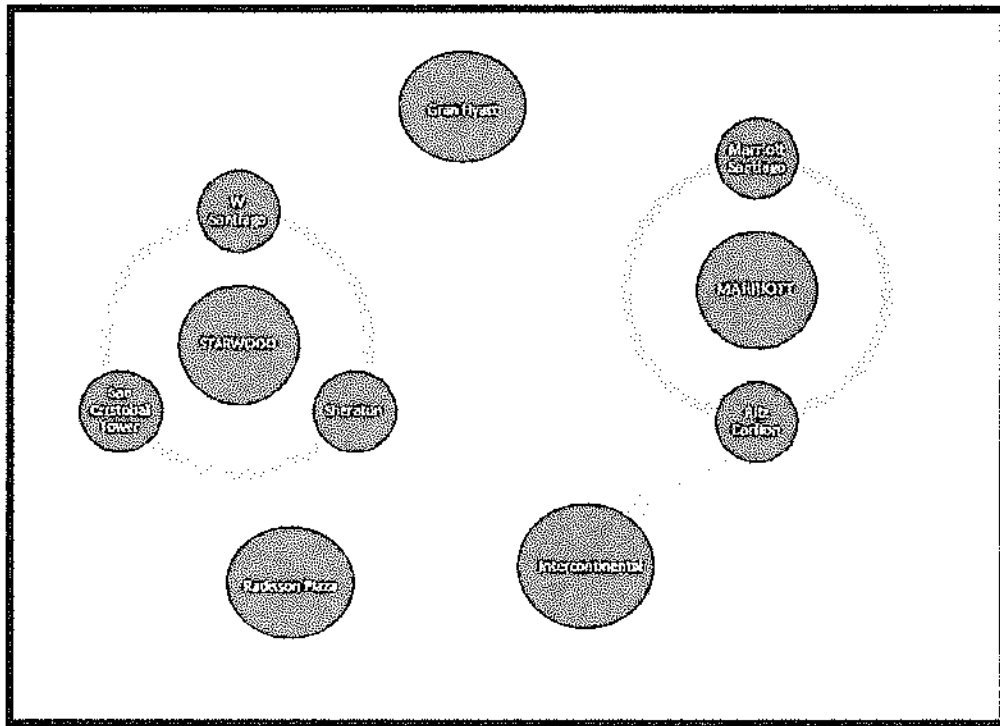 Gran Hyatt
Marriott
Santiago
W
Santiago
MARRIOTT
STARWOOD
San
Cristobal
Tower
Sheraton
Ritz
Carlton
Intercontinental
Radisson Plaza